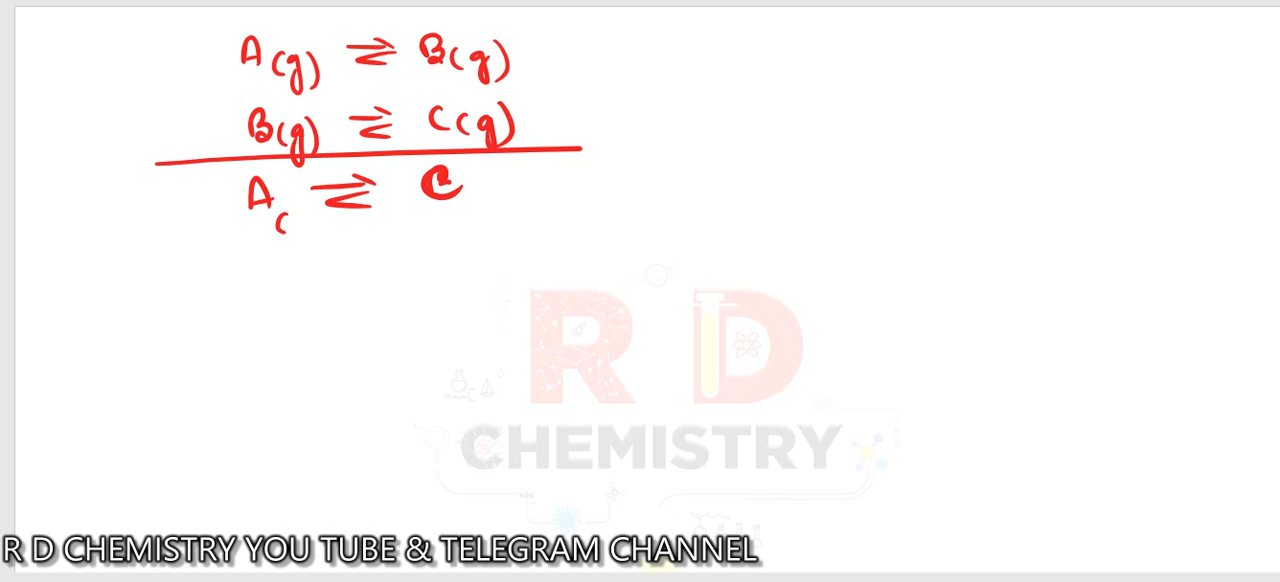 A(g) ⇌ B(g)
B(g) ⇌ C(g)
A( ⇌ C
R D
CHEMISTRY
R D CHEMISTRY YOU TUBE & TELEGRAM CHANNEL